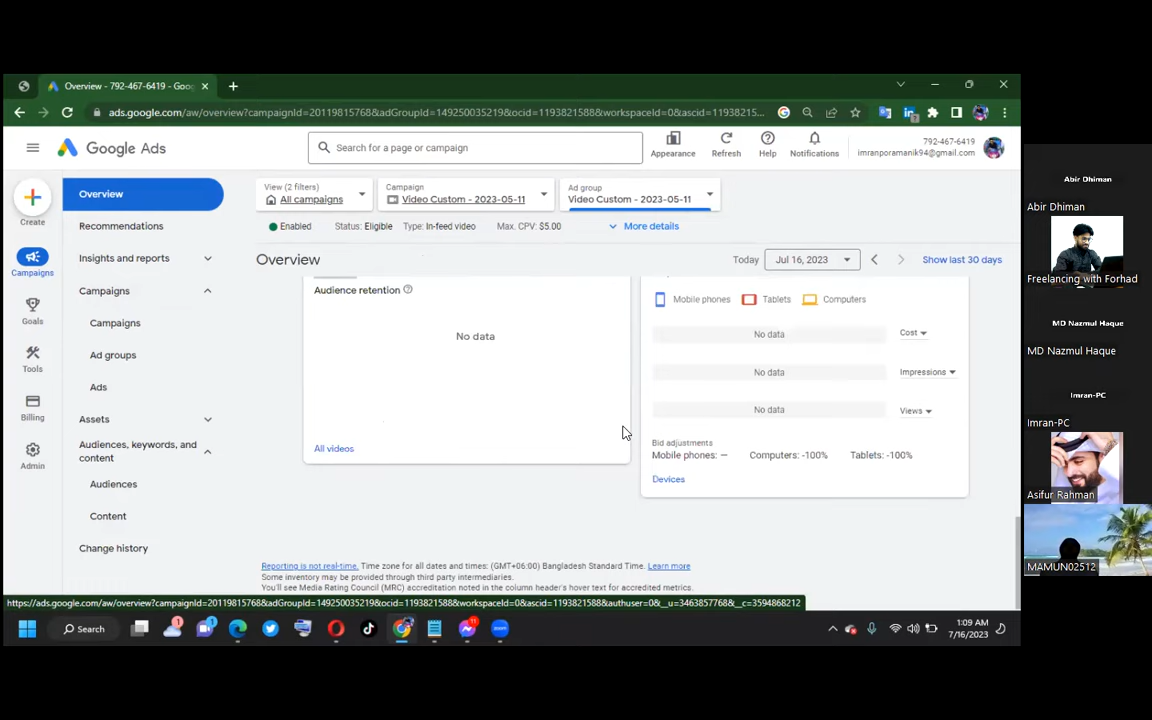 Overview - 792-467-6419 - Goog
ads.google.com/aw/overview?campaignId=20119815768&adGroupId=149250035219&ocid=1193821588&workspaceId=0&ascid=11938215...
Google Ads
Search for a page or campaign
Appearance
Refresh
Help
Notifications
792-467-6419
imranporamanik94@gmail.com
Create
Campaigns
Goals
Tools
Billing
Admin
Overview
Recommendations
Insights and reports
Campaigns
Campaigns
Ad groups
Ads
Assets
Audiences, keywords, and
content
Audiences
Content
Change history
View (2 filters)
All campaigns
Campaign
Video Custom - 2023-05-11
Ad group
Video Custom - 2023-05-11
Enabled Status: Eligible Type: In-feed video Max. CPV: $5.00 More details
Overview
Today Jul 16, 2023 Show last 30 days
Audience retention
No data
All videos
Mobile phones Tablets Computers
No data Cost
No data Impressions
No data Views
Bid adjustments
Mobile phones: — Computers: -100% Tablets: -100%
Devices
Reporting is not real-time. Time zone for all dates and times: (GMT+06:00) Bangladesh Standard Time. Learn more
Some inventory may be provided through third party intermediaries.
You'll see Media Rating Council (MRC) accreditation noted in the column header's hover text for accredited metrics.
https://ads.google.com/aw/overview?campaignId=20119815768&adGroupId=149250035219&ocid=1193821588&workspaceId=0&ascid=1193821588&authuser=0&__u=3463857768&__c=3594868212
Search
1
1
11
1:09 AM
7/16/2023
Abir Dhiman
Abir Dhiman
Freelancing with Forhad
MD Nazmul Haque
MD Nazmul Haque
Imran-PC
Imran-PC
Asifur Rahman
MAMUN02512